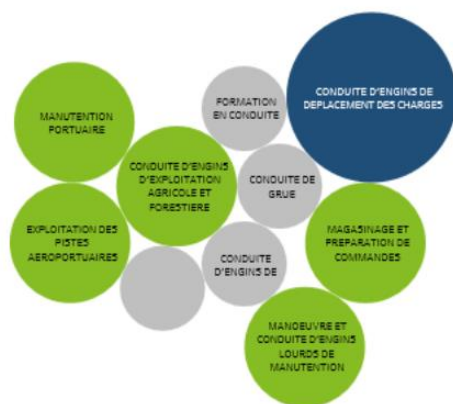 CONDUITE D'ENGINS DE
DEPLACEMENT DES CHARGES
FORMATION
EN CONDUITE
MANUTENTION
PORTUAIRE
CONDUITE D'ENGINS
D'EXPLOITATION
AGRICOLE ET
FORESTIERE
CONDUITE DE
GRUE
EXPLOITATION DES
PISTES
AEROPORTUAIRES
MAGASINAGE ET
PREPARATION DE
COMMANDES
CONDUITE
D'ENGINS DE
MANOEUVRE ET
CONDUITE D'ENGINS
LOURDS DE
MANUTENTION